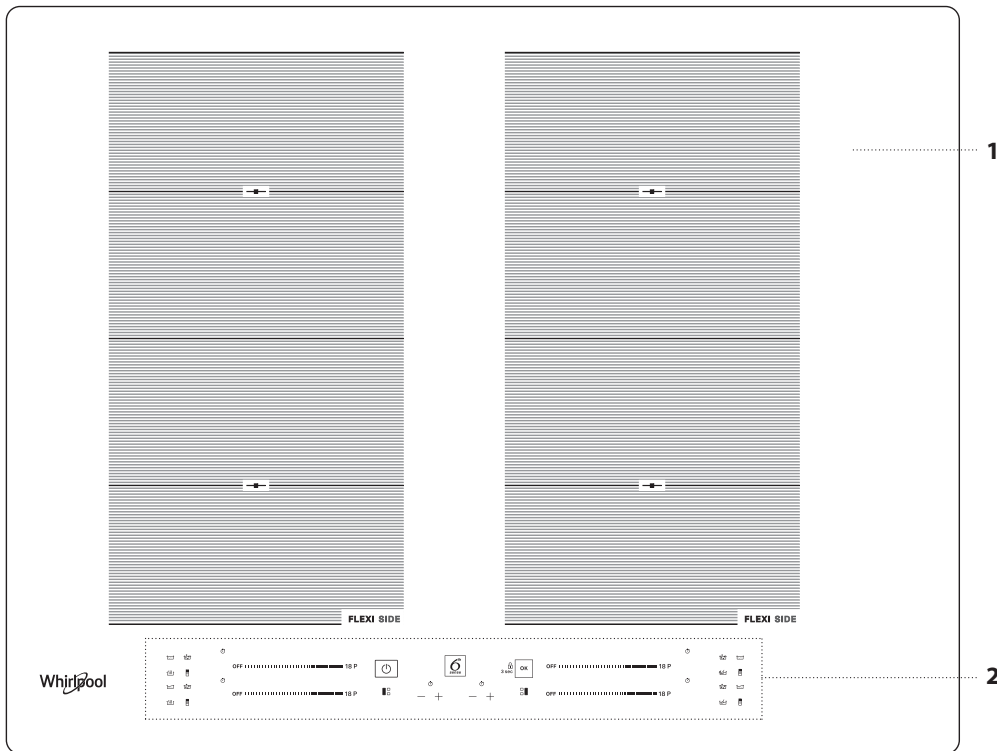 1
FLEXI SIDE
FLEXI SIDE
OFF 18 P
6
SENSE
3 sec
OK
OFF 18 P
Whirlpool
2
OFF 18 P
OFF 18 P